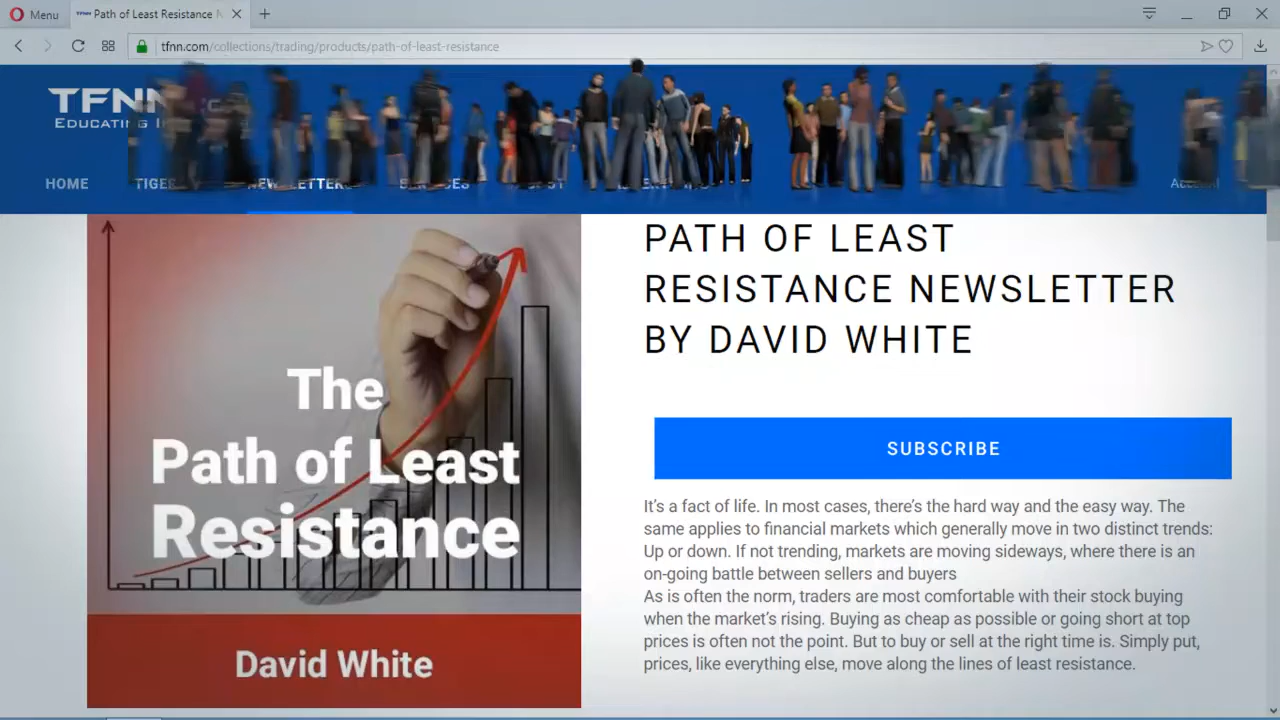 Menu
Path of Least Resistance N
tfnn.com/collections/trading/products/path-of-least-resistance
TFNN
EDUCATING
HOME
PATH OF LEAST
RESISTANCE NEWSLETTER
BY DAVID WHITE
The
Path of Least
Resistance
David White
SUBSCRIBE
It's a fact of life. In most cases, there's the hard way and the easy way. The
same applies to financial markets which generally move in two distinct trends:
Up or down. If not trending, markets are moving sideways, where there is an
on-going battle between sellers and buyers
As is often the norm, traders are most comfortable with their stock buying
when the market's rising. Buying as cheap as possible or going short at top
prices is often not the point. But to buy or sell at the right time is. Simply put,
prices, like everything else, move along the lines of least resistance.